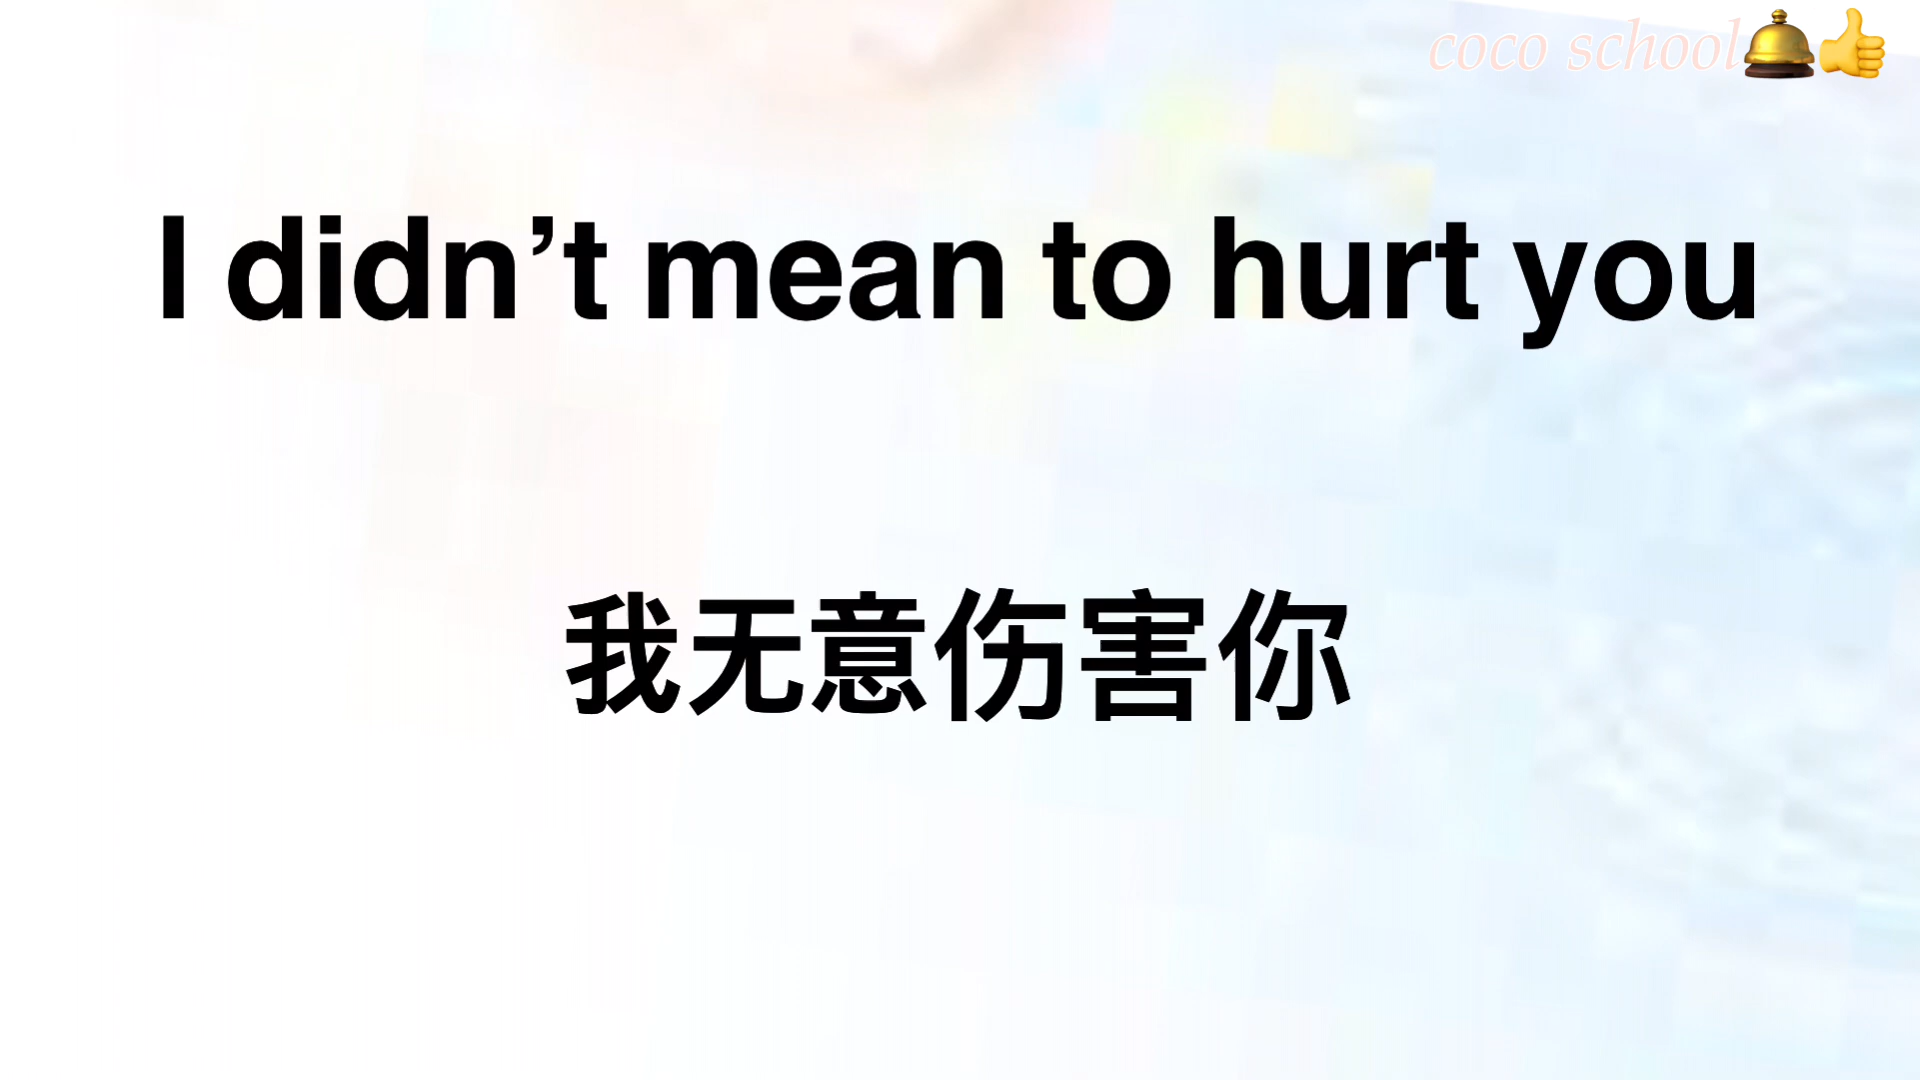 coco school🛎️👍
I didn’t mean to hurt you
我无意伤害你